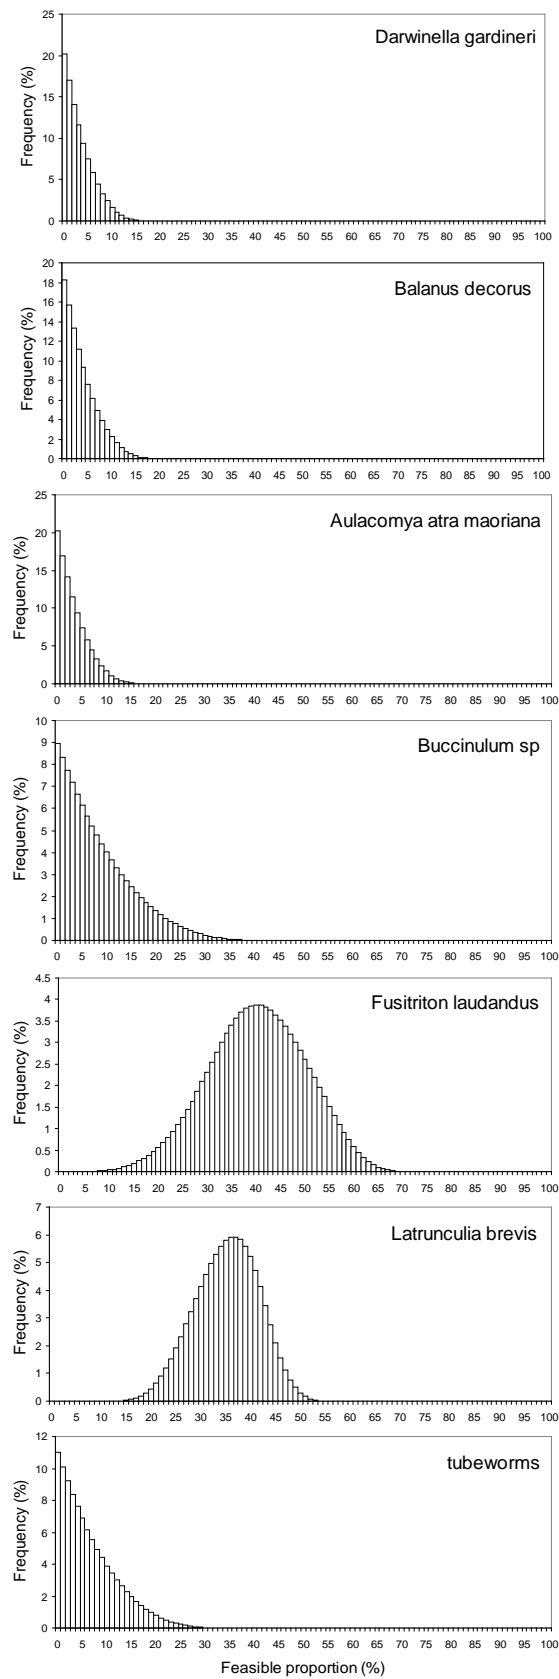 Darwinella gardineri
Frequency (%)
25
20
15
10
5
0
0 5 10 15 20 25 30 35 40 45 50 55 60 65 70 75 80 85 90 95 100
Balanus decorus
Frequency (%)
20
18
16
14
12
10
8
6
4
2
0
0 5 10 15 20 25 30 35 40 45 50 55 60 65 70 75 80 85 90 95 100
Aulacomya atra maoriana
Frequency (%)
25
20
15
10
5
0
0 5 10 15 20 25 30 35 40 45 50 55 60 65 70 75 80 85 90 95 100
Buccinulum sp
Frequency (%)
10
9
8
7
6
5
4
3
2
1
0
0 5 10 15 20 25 30 35 40 45 50 55 60 65 70 75 80 85 90 95 100
Fusitriton laudandus
Frequency (%)
4.5
4
3.5
3
2.5
2
1.5
1
0.5
0
0 5 10 15 20 25 30 35 40 45 50 55 60 65 70 75 80 85 90 95 100
Latrunculia brevis
Frequency (%)
7
6
5
4
3
2
1
0
0 5 10 15 20 25 30 35 40 45 50 55 60 65 70 75 80 85 90 95 100
tubeworms
Frequency (%)
12
10
8
6
4
2
0
0 5 10 15 20 25 30 35 40 45 50 55 60 65 70 75 80 85 90 95 100
Feasible proportion (%)